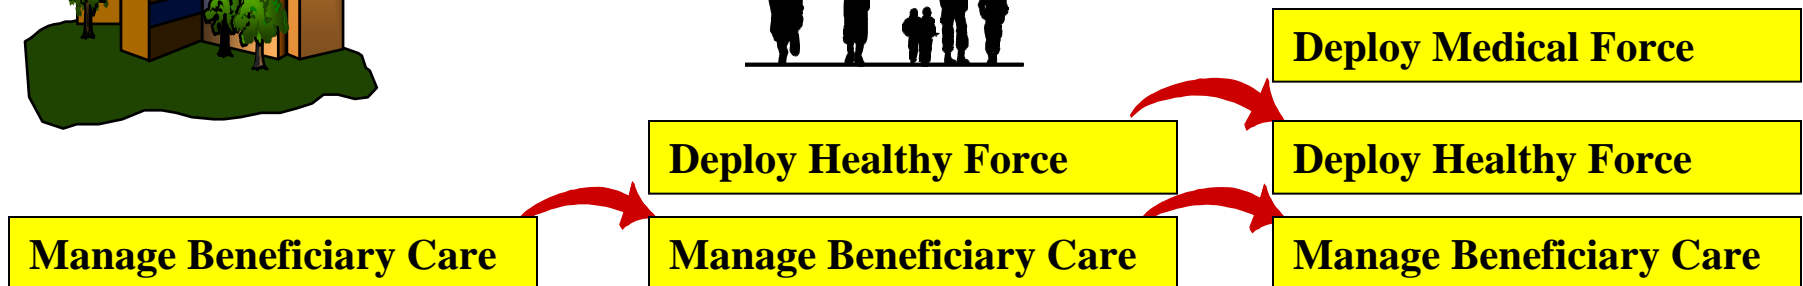 Deploy Medical Force
Deploy Healthy Force
Deploy Healthy Force
Manage Beneficiary Care
Manage Beneficiary Care
Manage Beneficiary Care